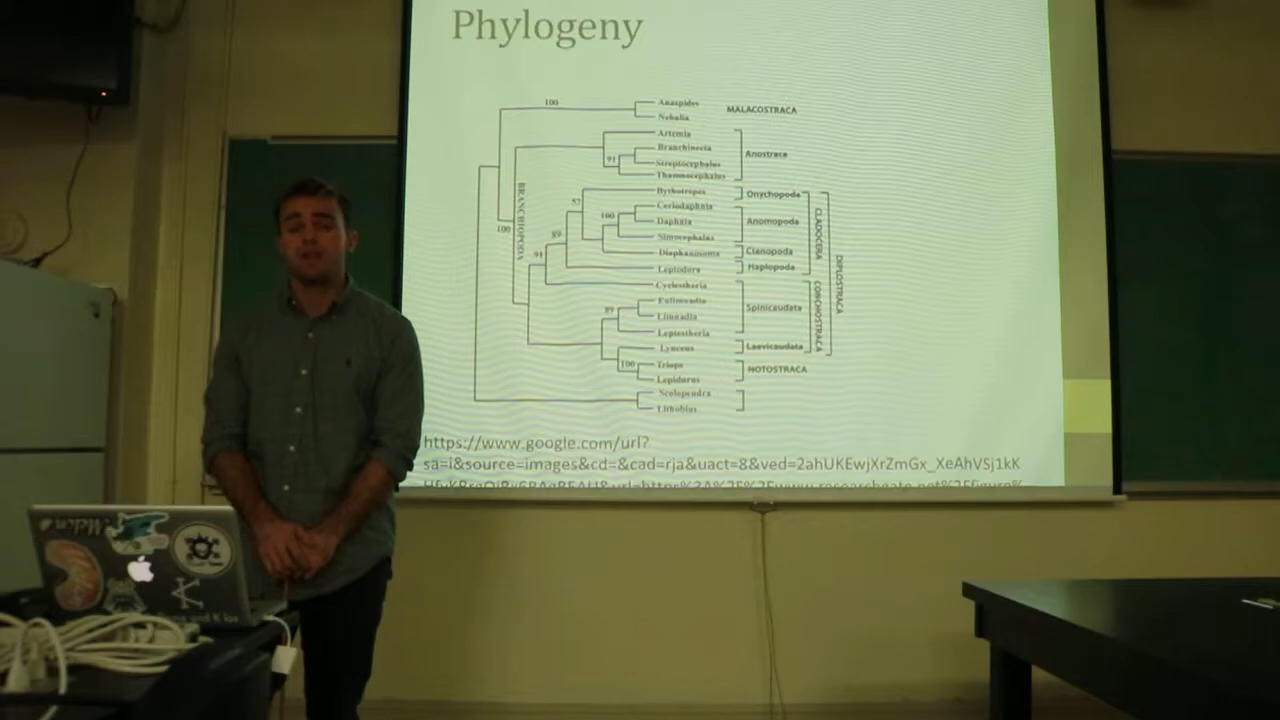 Phylogeny
100
Anaspides
MALACOSTRACA
Nebalia
Artemia
Branchinecta
Anostraca
91
Streptocephalus
Thamnocephalus
BRANCHIOPODA
Bythotrepes
Onychopoda
57
Ceriodaphnia
100
Daphnia
Anomopoda
CLADOCERA
100
89
Simocephalus
91
Diaphanosoma
Ctenopoda
Leptodora
Haplopoda
DIPLOSTRACA
Cyclestheria
Eulimnadia
89
Limnadia
Spinicaudata
CONCHOSTRACA
Leptestheria
Lynceus
Laevicaudata
100
Triops
NOTOSTRACA
Lepidurus
Scolopendra
Lithobius
https://www.google.com/url?
sa=i&source=images&cd=&cad=rja&uact=8&ved=2ahUKEwjXrZmGx_XeAhVSj1kK